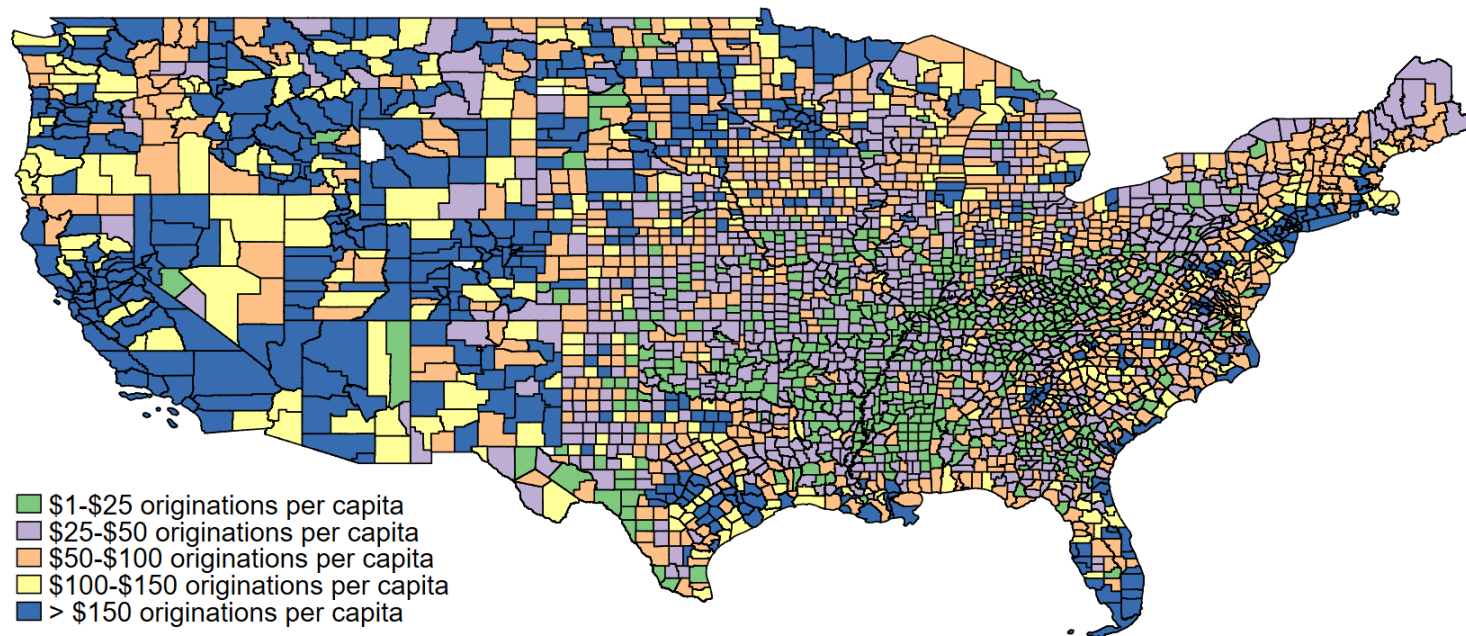 $1-$25 originations per capita
$25-$50 originations per capita
$50-$100 originations per capita
$100-$150 originations per capita
> $150 originations per capita